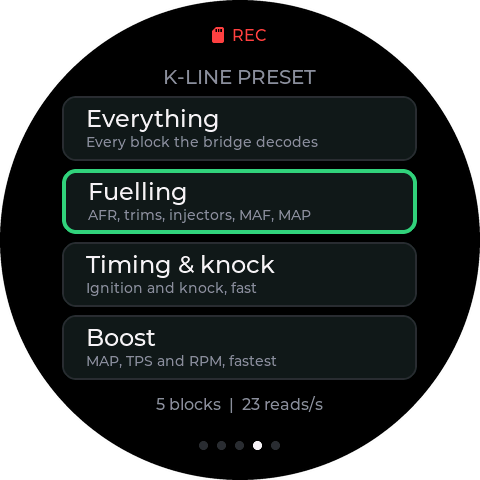 REC
K-LINE PRESET
Everything
Every block the bridge decodes
Fuelling
AFR, trims, injectors, MAF, MAP
Timing & knock
Ignition and knock, fast
Boost
MAP, TPS and RPM, fastest
5 blocks | 23 reads/s